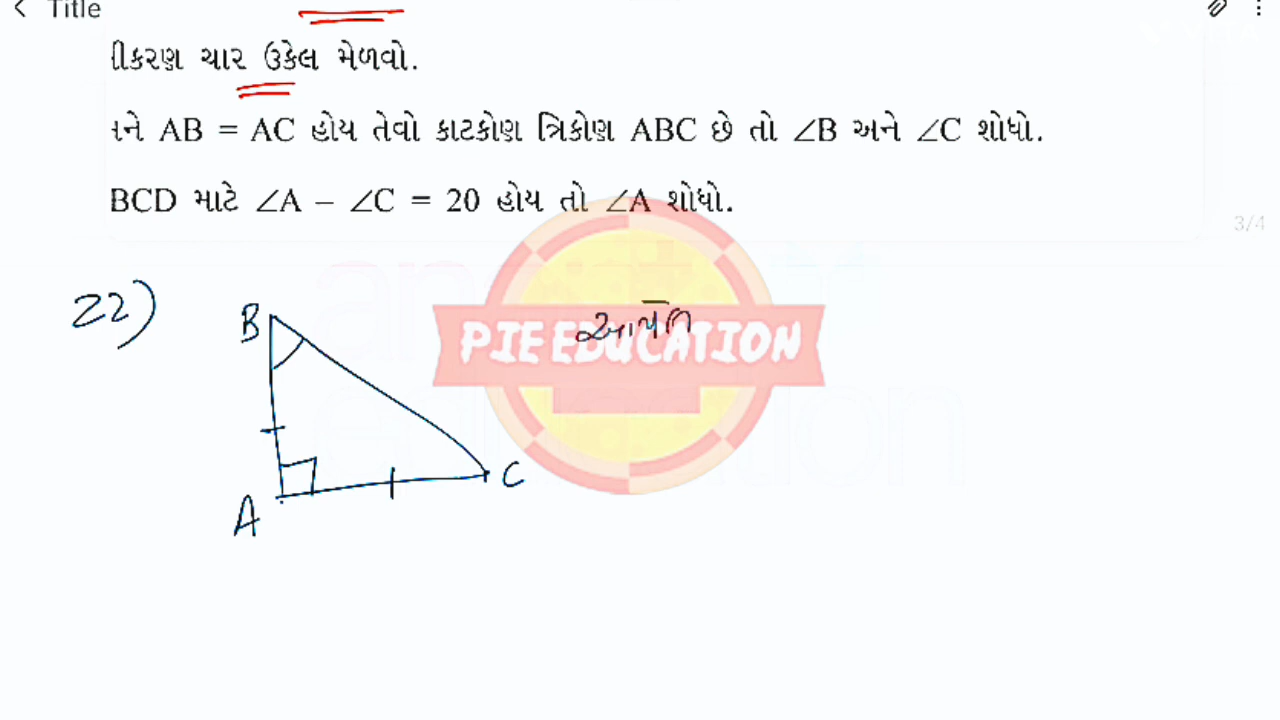 Title
ીકરણ ચાર ઉકેલ મેળવો.
ને AB = AC હોય તેવો કાટકોણ ત્રિકોણ ABC છે તો ∠B અને ∠C શોધો.
BCD માટે ∠A – ∠C = 20 હોય તો ∠A શોધો.
3/4
22)
B
A
C
PIE EDUCATION